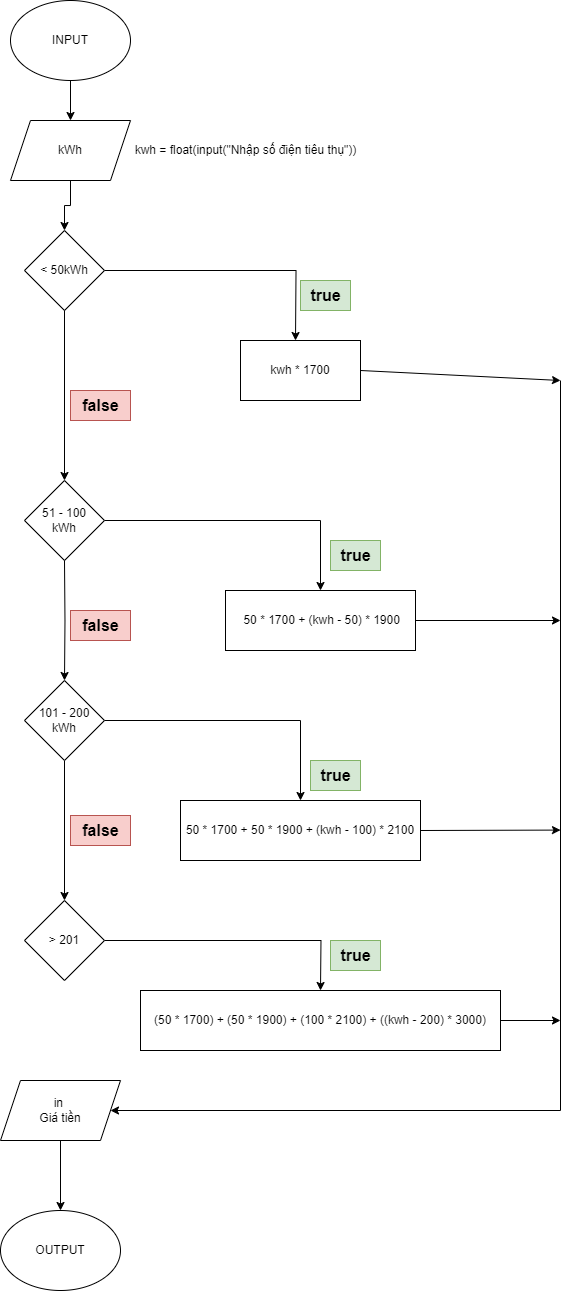 INPUT
kWh
kwh = float(input("Nhập số điện tiêu thụ"))
< 50kWh
true
kwh * 1700
false
51 - 100
kWh
true
50 * 1700 + (kwh - 50) * 1900
false
101 - 200
kWh
true
50 * 1700 + 50 * 1900 + (kwh - 100) * 2100
false
> 201
true
(50 * 1700) + (50 * 1900) + (100 * 2100) + ((kwh - 200) * 3000)
in
Giá tiền
OUTPUT